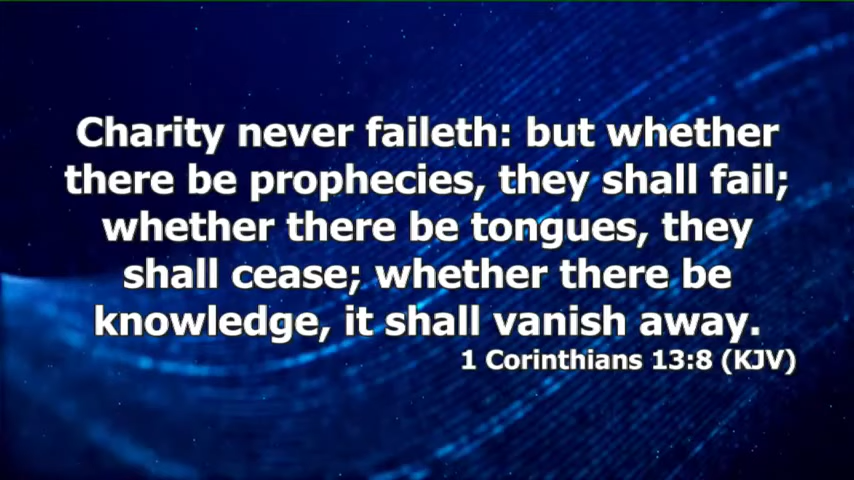 Charity never faileth: but whether
there be prophecies, they shall fail;
whether there be tongues, they
shall cease; whether there be
knowledge, it shall vanish away.
1 Corinthians 13:8 (KJV)